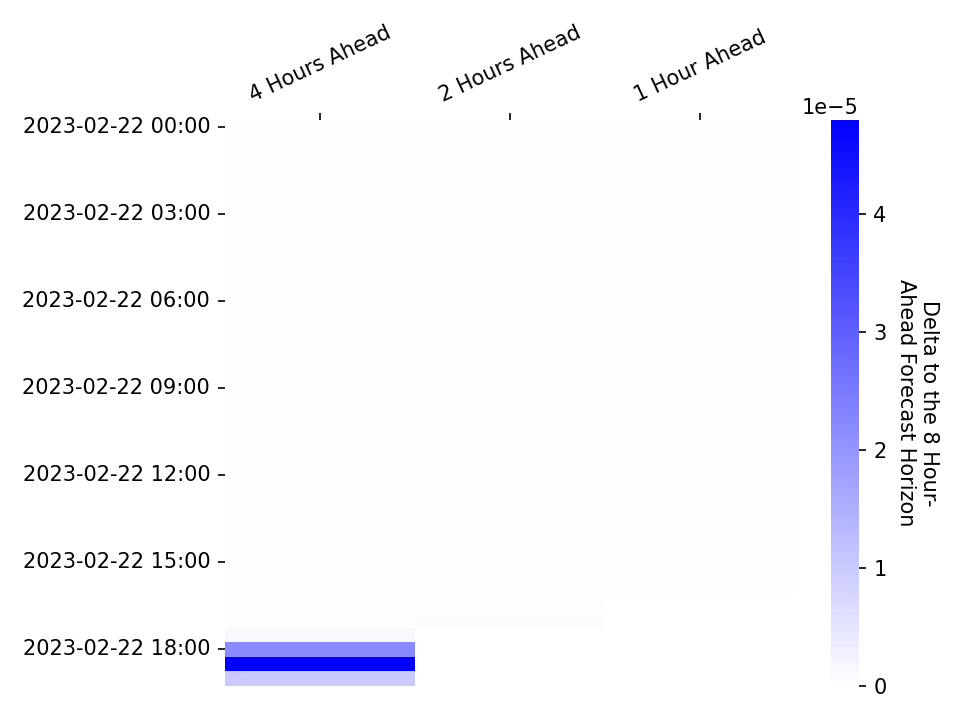 4 Hours Ahead
2 Hours Ahead
1 Hour Ahead
1e−5
2023-02-22 00:00
2023-02-22 03:00
2023-02-22 06:00
2023-02-22 09:00
2023-02-22 12:00
2023-02-22 15:00
2023-02-22 18:00
4
3
2
1
0
Delta to the 8 Hour-
Ahead Forecast Horizon